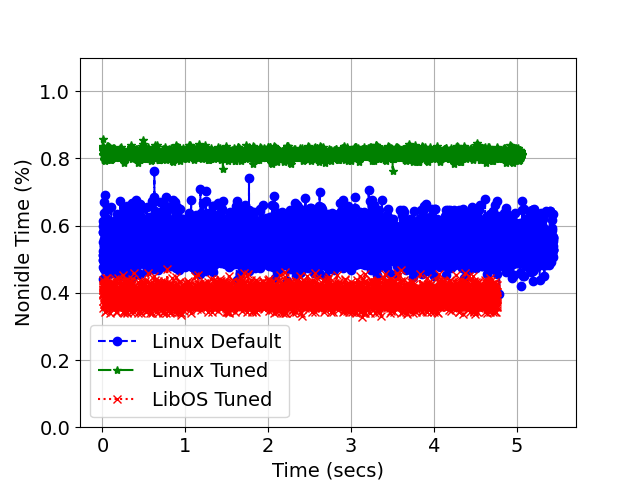 Nonidle Time (%)
1.0
0.8
0.6
0.4
0.2
0.0
Linux Default
Linux Tuned
LibOS Tuned
0 1 2 3 4 5
Time (secs)